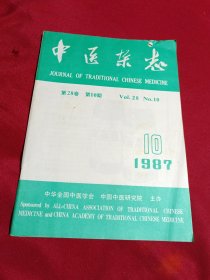 中医杂志
JOURNAL OF TRADITIONAL CHINESE MEDICINE
第28卷 第10期 Vol.28 No.10
10
1987
中华全国中医学会 中国中医研究院 主办
Sponsored by ALL-CHINA ASSOCIATION OF TRADITIONAL CHINESE
MEDICINE and CHINA ACADEMY OF TRADITIONAL CHINESE MEDICINE